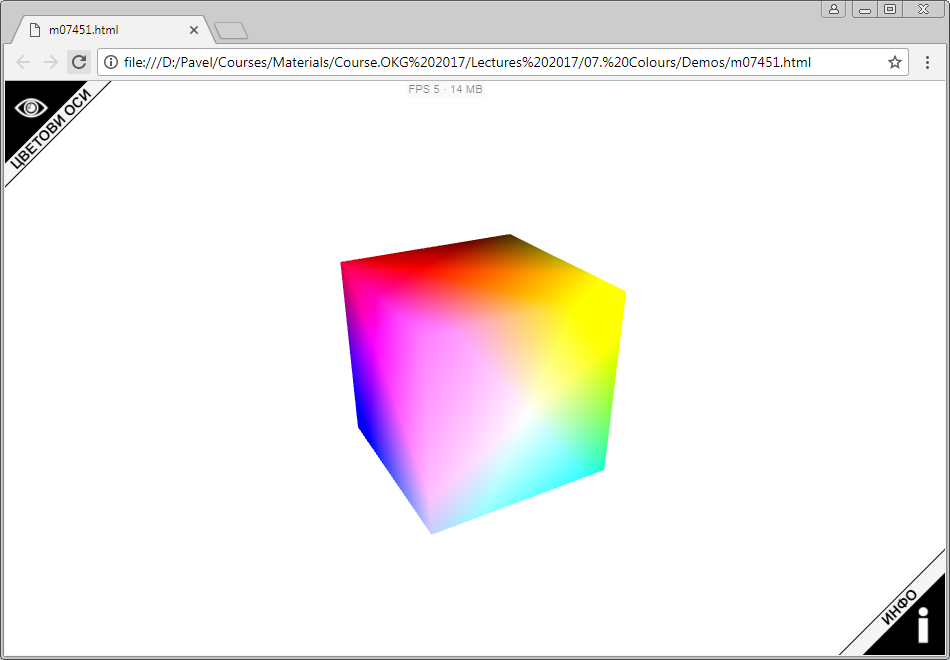 m07451.html
file:///D:/Pavel/Courses/Materials/Course.OKG%202017/Lectures%202017/07.%20Colours/Demos/m07451.html
FPS 5 · 14 MB
ЦВЕТОВИ ОСИ
ИНФО
i